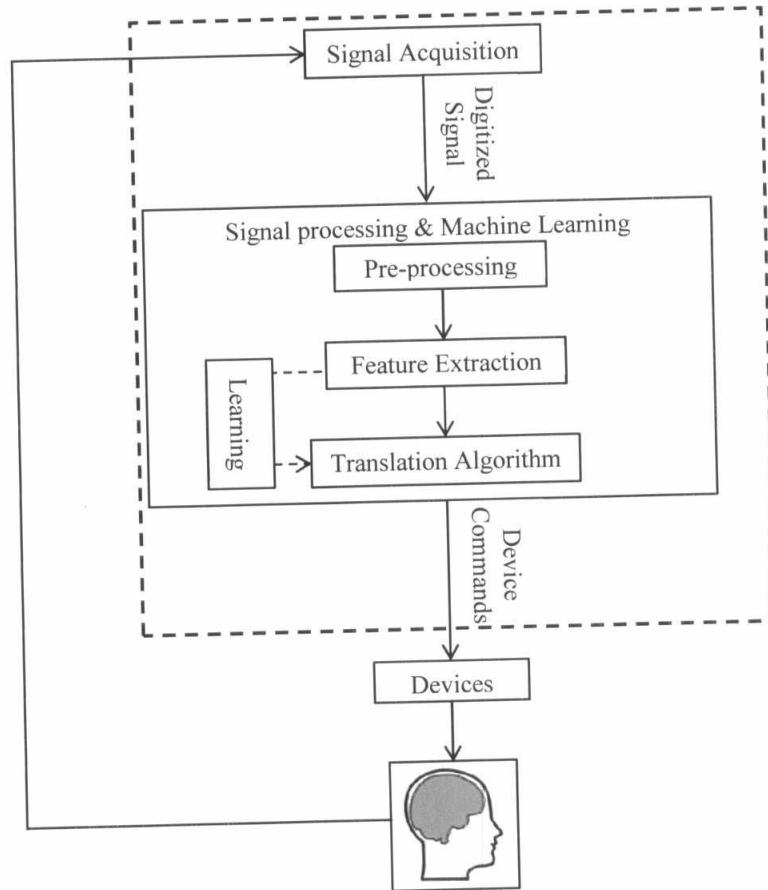 Signal Acquisition
Digitized
Signal
Signal processing & Machine Learning
Pre-processing
Feature Extraction
Learning
Translation Algorithm
Device
Commands
Devices